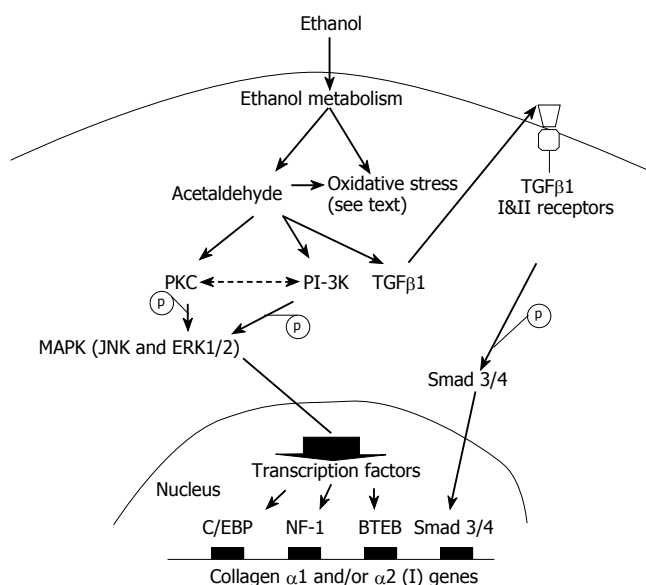 Ethanol
Ethanol metabolism
Acetaldehyde
Oxidative stress
(see text)
TGFβ1
I&II receptors
PKC
PI-3K
TGFβ1
p
p
p
MAPK (JNK and ERK1/2)
Smad 3/4
Transcription factors
Nucleus
C/EBP
NF-1
BTEB
Smad 3/4
Collagen α1 and/or α2 (I) genes